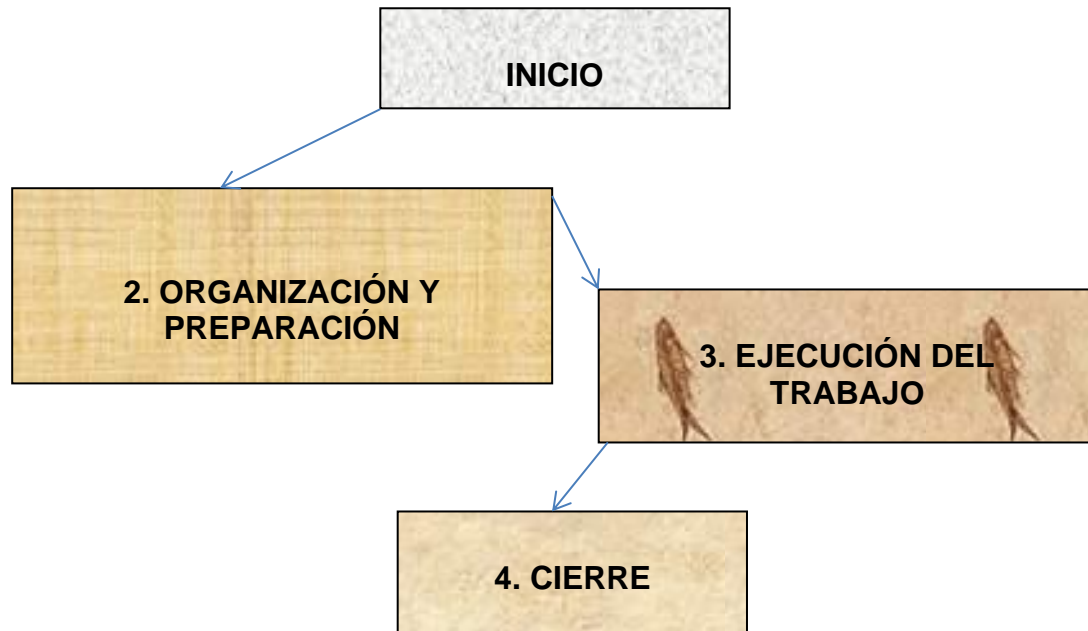 INICIO
2. ORGANIZACIÓN Y
PREPARACIÓN
3. EJECUCIÓN DEL
TRABAJO
4. CIERRE